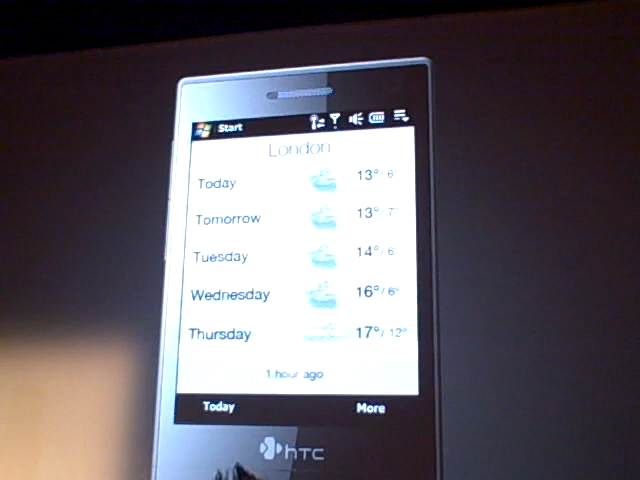 Start
London
Today 13°/6°
Tomorrow 13°/7°
Tuesday 14°/6°
Wednesday 16°/6°
Thursday 17°/12°
1 hour ago
Today More
hTC